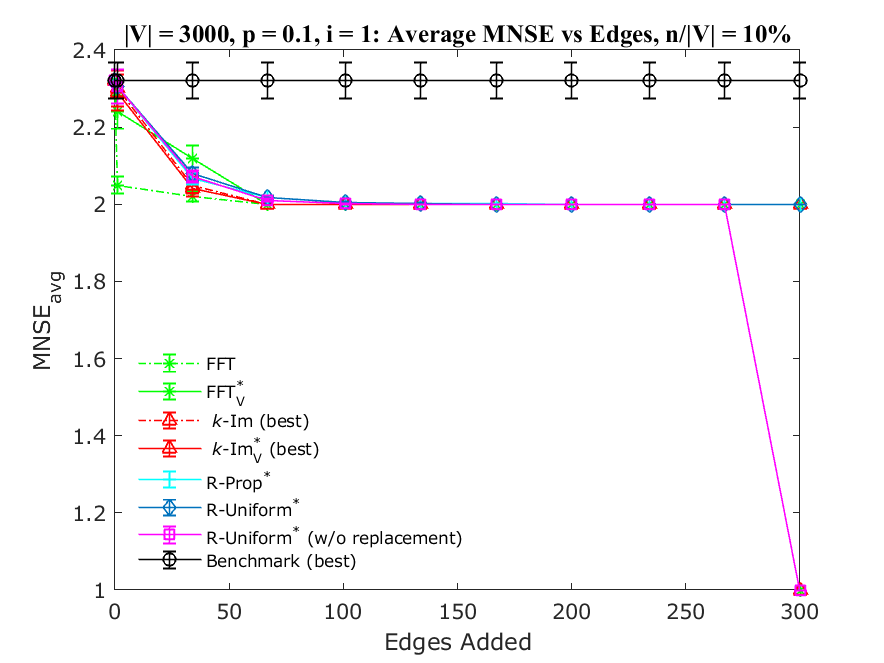 |V| = 3000, p = 0.1, i = 1: Average MNSE vs Edges, n/|V| = 10%
2.4
2.2
2
1.8
1.6
1.4
1.2
1
MNSE_avg
FFT
FFT*_V
k-Im (best)
k-Im*_V (best)
R-Prop*
R-Uniform*
R-Uniform* (w/o replacement)
Benchmark (best)
0 50 100 150 200 250 300
Edges Added